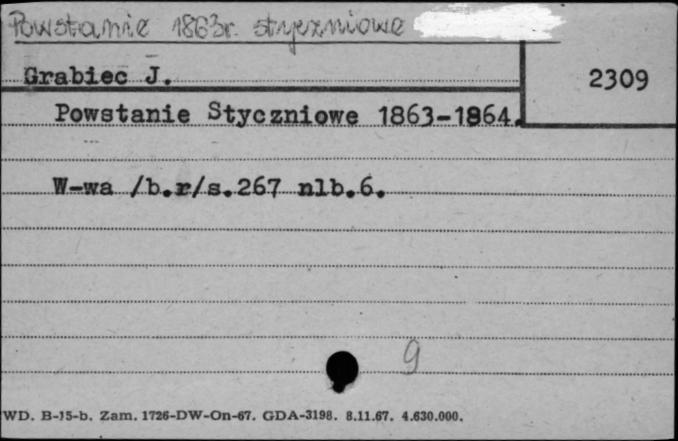 Powstanie 1863r. styczniowe
Grabiec J.
2309
Powstanie Styczniowe 1863-1864.
W-wa /b.r/s.267 nlb.6.
9
WD. B-15-b. Zam. 1726-DW-On-67. GDA-3198. 8.11.67. 4.630.000.